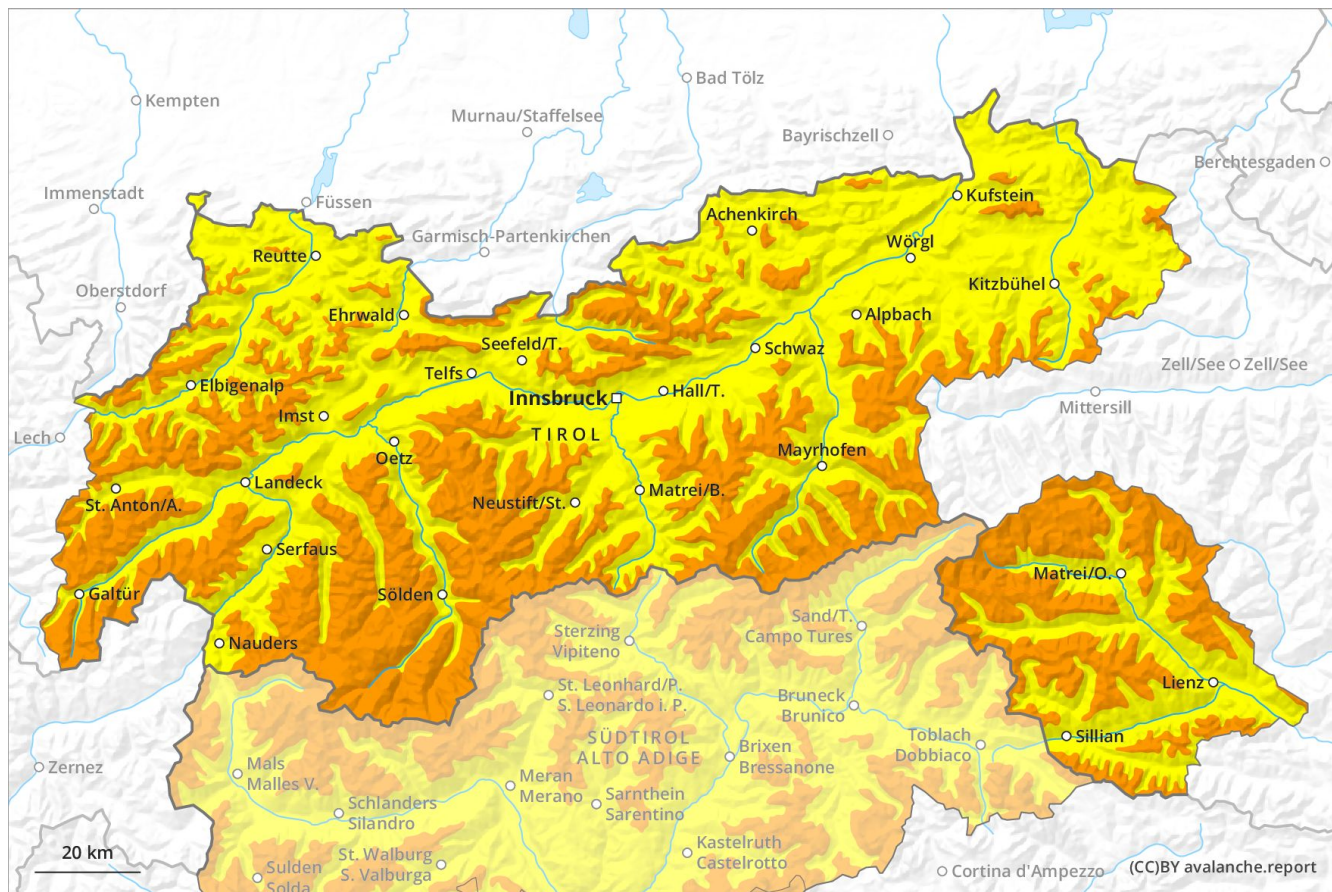 Kempten
Bad Tölz
Murnau/Staffelsee
Bayrischzell
Berchtesgaden
Immenstadt
Füssen
Kufstein
Achenkirch
Garmisch-Partenkirchen
Wörgl
Reutte
Kitzbühel
Oberstdorf
Ehrwald
Alpbach
Seefeld/T.
Schwaz
Zell/See
Zell/See
Telfs
Elbigenalp
Hall/T.
Innsbruck
Mittersill
Imst
Lech
TIROL
Oetz
Mayrhofen
Landeck
Matrei/B.
St. Anton/A.
Neustift/St.
Serfaus
Matrei/O.
Galtür
Sölden
Sand/T.
Campo Tures
Sterzing
Vipiteno
Nauders
Lienz
St. Leonhard/P.
S. Leonardo i. P.
Bruneck
Brunico
Sillian
SÜDTIROL
ALTO ADIGE
Toblach
Dobbiaco
Brixen
Bressanone
Zernez
Mals
Malles V.
Meran
Merano
Sarnthein
Sarentino
Schlanders
Silandro
20 km
St. Walburg
S. Valburga
Kastelruth
Castelrotto
Sulden
Solda
Cortina d'Ampezzo
(CC)BY avalanche.report